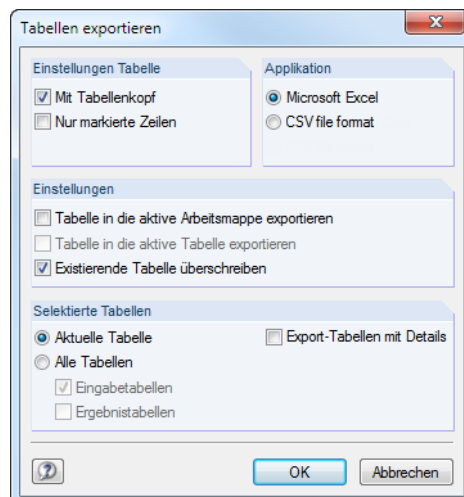 Tabellen exportieren
Einstellungen Tabelle
Mit Tabellenkopf
Nur markierte Zeilen
Applikation
Microsoft Excel
CSV file format
Einstellungen
Tabelle in die aktive Arbeitsmappe exportieren
Tabelle in die aktive Tabelle exportieren
Existierende Tabelle überschreiben
Selektierte Tabellen
Aktuelle Tabelle
Alle Tabellen
Eingabetabellen
Ergebnistabellen
Export-Tabellen mit Details
OK
Abbrechen